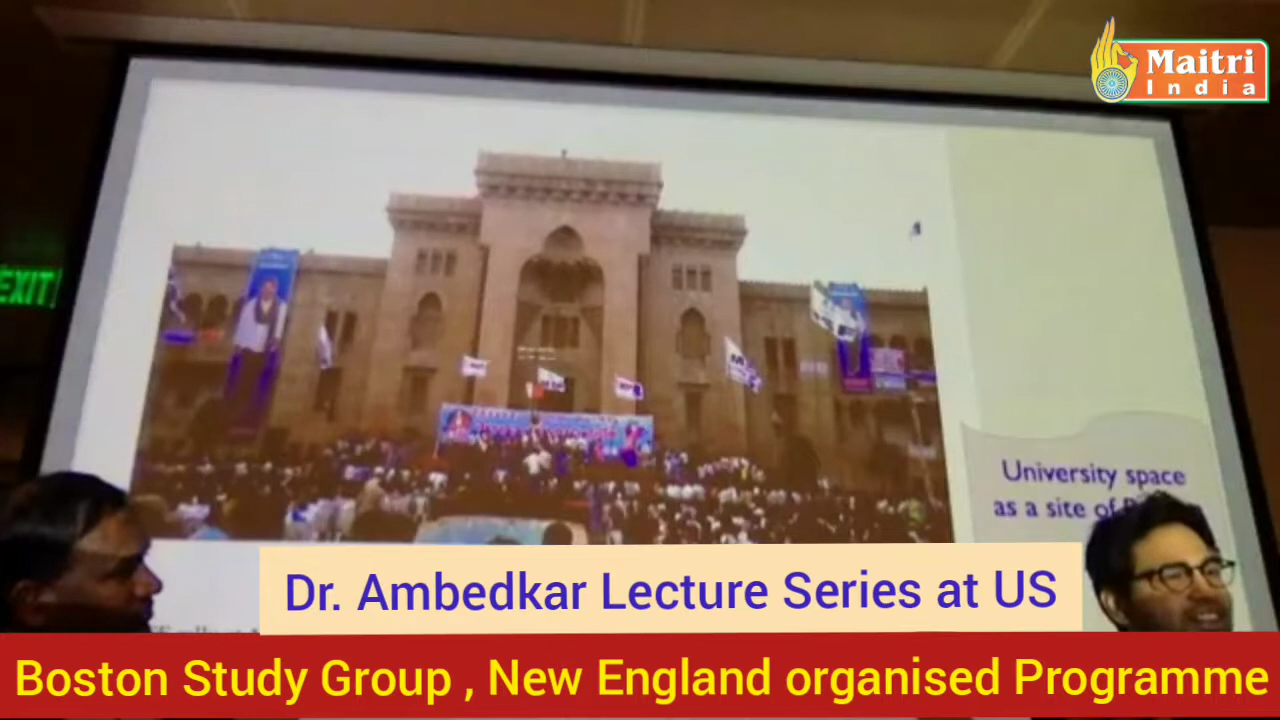 Maitri
India
EXIT
University space
as a site of
Dr. Ambedkar Lecture Series at US
Boston Study Group , New England organised Programme